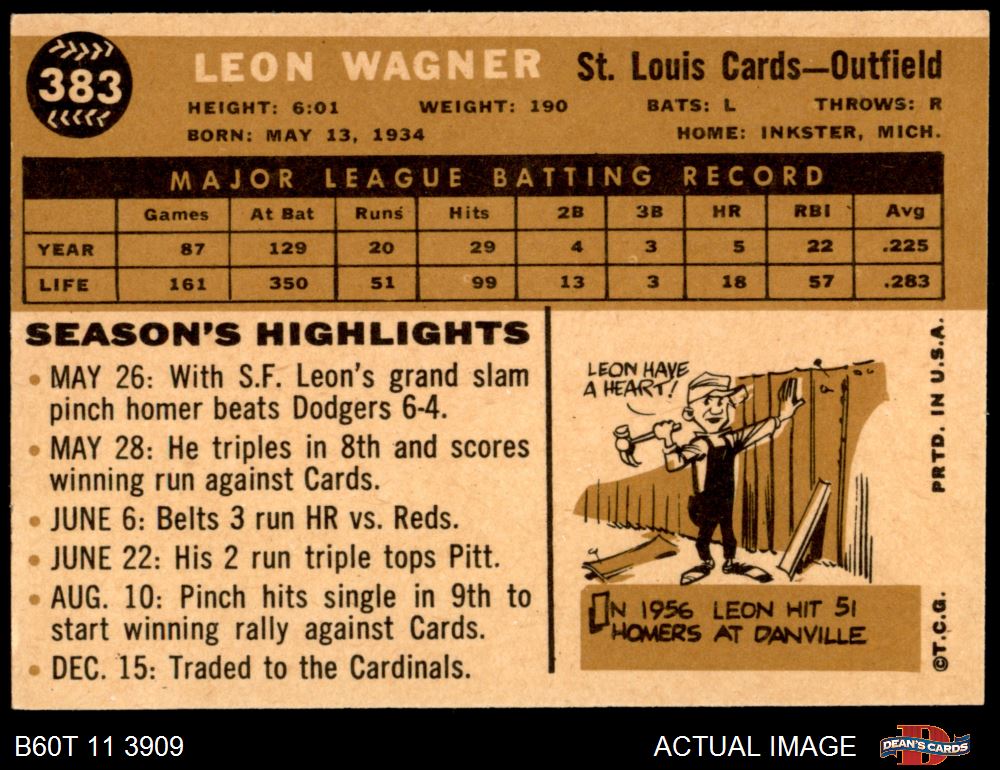 383
LEON WAGNER St. Louis Cards—Outfield
HEIGHT: 6:01 WEIGHT: 190 BATS: L THROWS: R
BORN: MAY 13, 1934 HOME: INKSTER, MICH.
MAJOR LEAGUE BATTING RECORD
Games At Bat Runs Hits 2B 3B HR RBI Avg
YEAR 87 129 20 29 4 3 5 22 .225
LIFE 161 350 51 99 13 3 18 57 .283
SEASON'S HIGHLIGHTS
• MAY 26: With S.F. Leon's grand slam
pinch homer beats Dodgers 6-4.
• MAY 28: He triples in 8th and scores
winning run against Cards.
• JUNE 6: Belts 3 run HR vs. Reds.
• JUNE 22: His 2 run triple tops Pitt.
• AUG. 10: Pinch hits single in 9th to
start winning rally against Cards.
• DEC. 15: Traded to the Cardinals.
LEON HAVE
A HEART!
IN 1956 LEON HIT 51
HOMERS AT DANVILLE
©T.C.G. PRTD. IN U.S.A.
B60T 11 3909 ACTUAL IMAGE DEAN'S CARDS